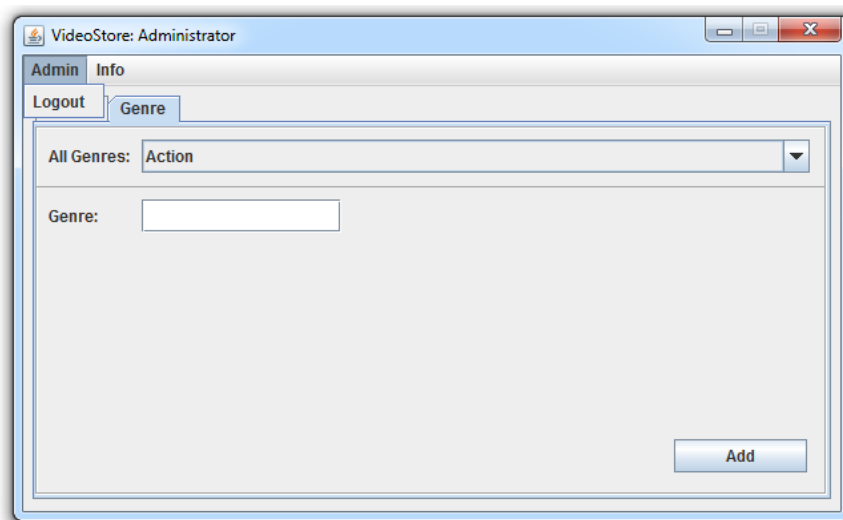 VideoStore: Administrator
Admin Info
Logout
Genre
All Genres: Action
Genre:
Add